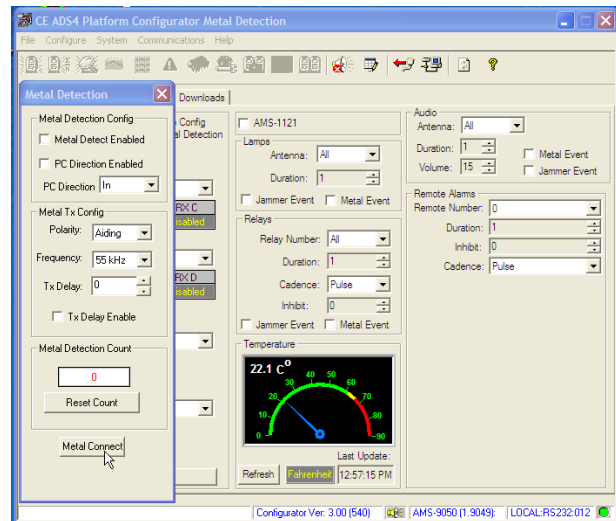 CE ADS4 Platform Configurator Metal Detection
File Configure System Communications Help
Metal Detection
Metal Detection Config
Metal Detect Enabled
PC Direction Enabled
PC Direction In
Metal Tx Config
Polarity: Aiding
Frequency: 55 kHz
Tx Delay: 0
Tx Delay Enable
Metal Detection Count
0
Reset Count
Metal Connect
Downloads
Config
al Detection
RX C
isabled
RX D
isabled
AMS-1121
Lamps
Antenna: All
Duration: 1
Jammer Event Metal Event
Relays
Relay Number: All
Duration: 1
Cadence: Pulse
Inhibit: 0
Jammer Event Metal Event
Temperature
22.1 C°
0 10 20 30 40 50 60 70 80 90
Last Update:
Refresh Fahrenheit 12:57:15 PM
Audio
Antenna: All
Duration: 1
Volume: 15
Metal Event
Jammer Event
Remote Alarms
Remote Number: 0
Duration: 1
Inhibit: 0
Cadence: Pulse
Configurator Ver: 3.00 (540) AMS-9050 (1.9049): LOCAL:RS232:012